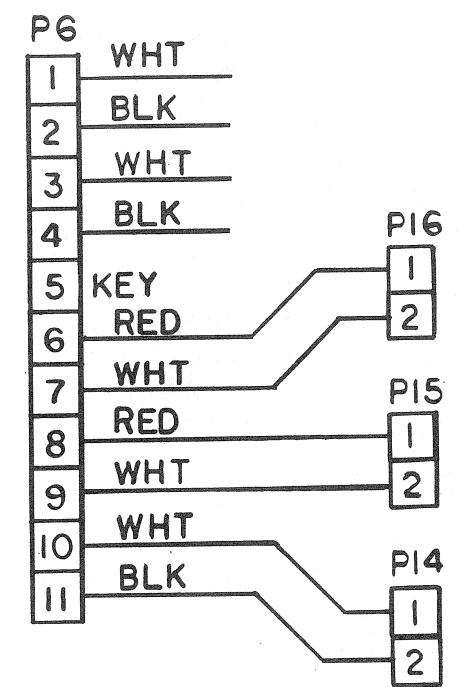 P6
1 WHT
2 BLK
3 WHT
4 BLK
5 KEY
6 RED
7 WHT
8 RED
9 WHT
10 WHT
11 BLK
P16
1
2
P15
1
2
P14
1
2